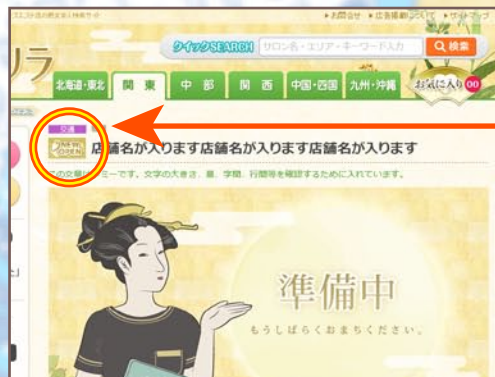 ▸お問合せ ▸広告掲載について ▸サイトマップ
リラ
クイックSEARCH サロン名・エリア・キーワード入力 検索
北海道・東北 関東 中部 関西 中国・四国 九州・沖縄 お気に入り 00
NEW OPEN 店舗名が入ります店舗名が入ります店舗名が入ります
この文章はダミーです。文字の大きさ、量、字間、行間等を確認するために入れています。
準備中
もうしばらくおまちください。